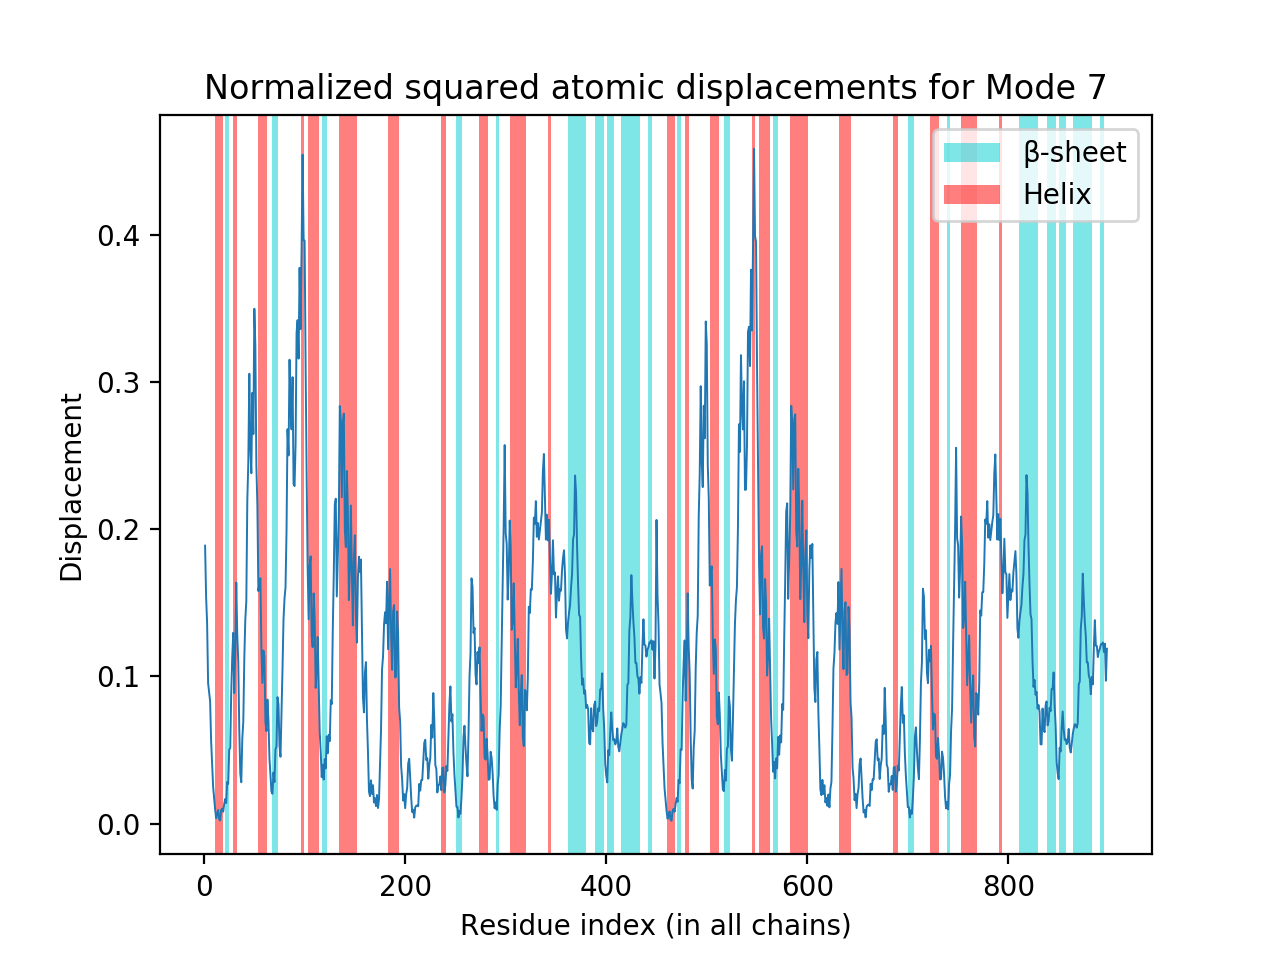 Normalized squared atomic displacements for Mode 7
β-sheet
Helix
0.4
0.3
0.2
0.1
0.0
Displacement
0 200 400 600 800
Residue index (in all chains)